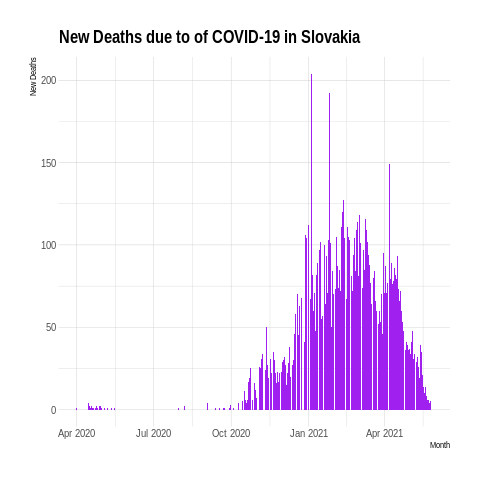 New Deaths due to of COVID-19 in Slovakia
New Deaths
200
150
100
50
0
Apr 2020 Jul 2020 Oct 2020 Jan 2021 Apr 2021
Month